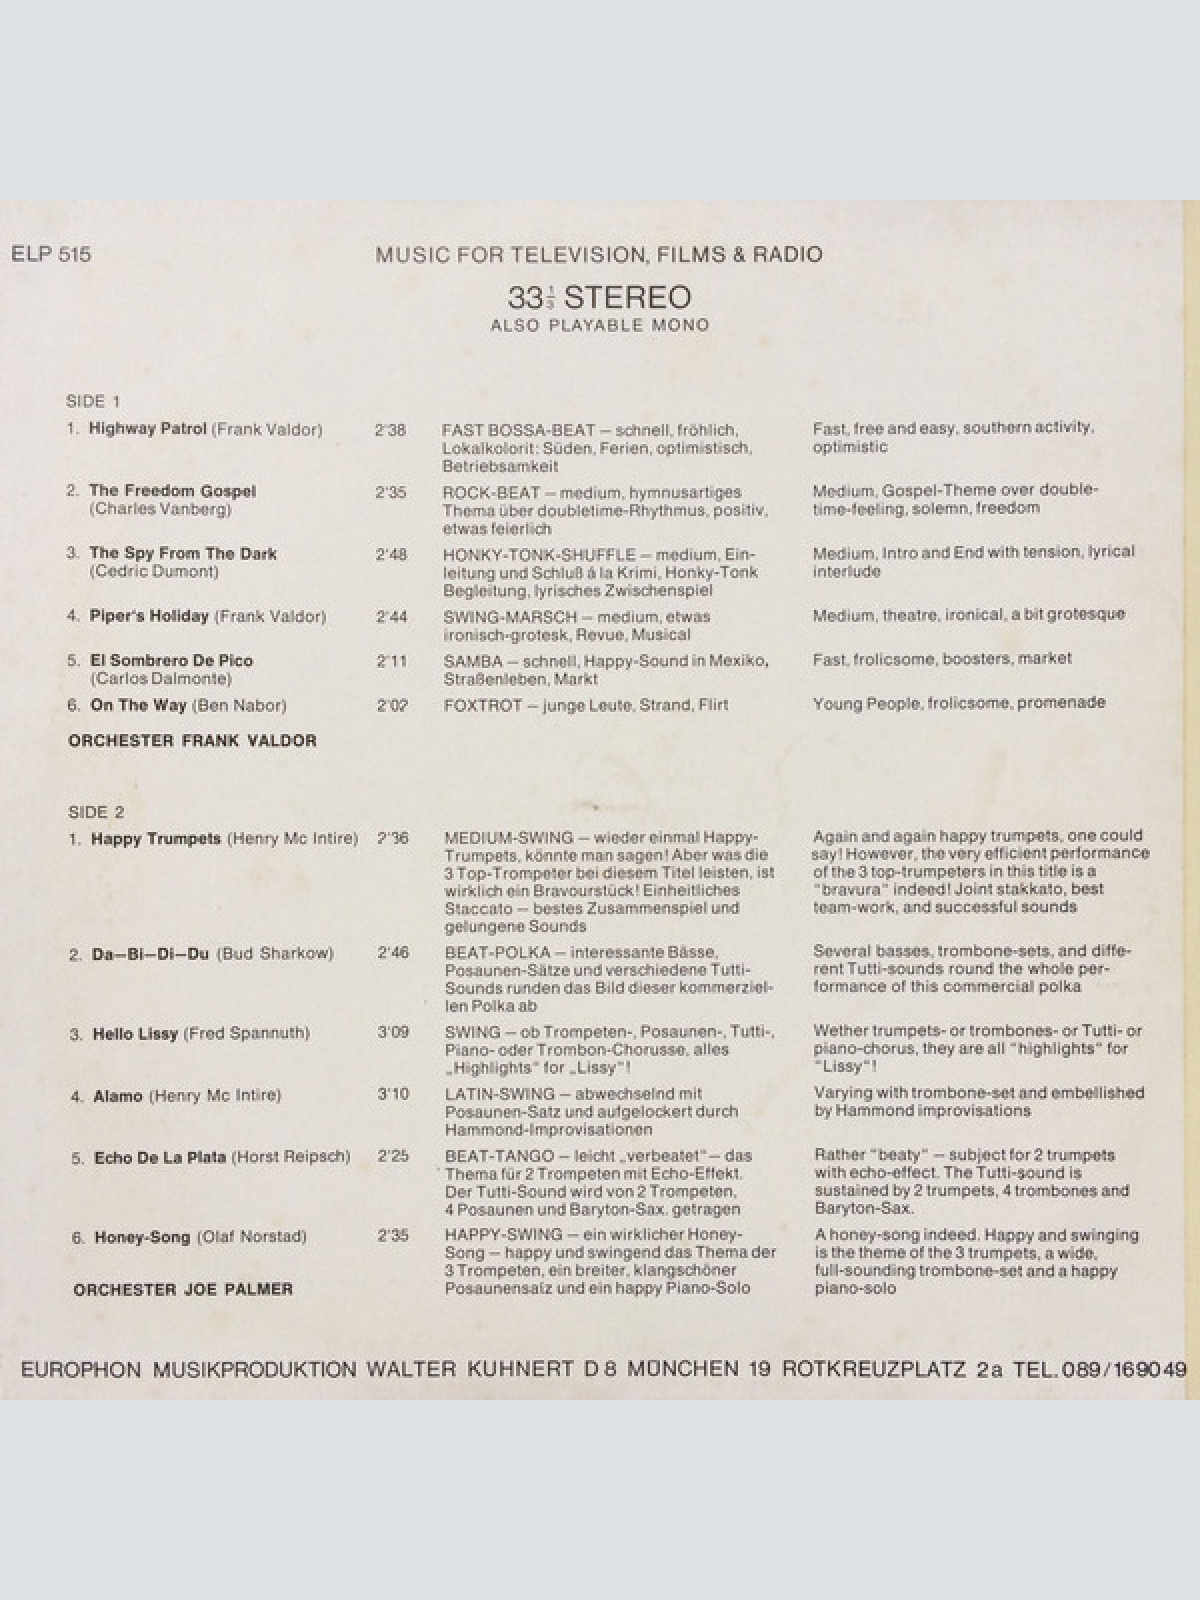 ELP 515
MUSIC FOR TELEVISION, FILMS & RADIO
33⅓ STEREO
ALSO PLAYABLE MONO
SIDE 1
1. Highway Patrol (Frank Valdor) 2'38 FAST BOSSA-BEAT – schnell, fröhlich, Fast, free and easy, southern activity,
Lokalkolorit: Süden, Ferien, optimistisch, optimistic
Betriebsamkeit
2. The Freedom Gospel 2'35 ROCK-BEAT – medium, hymnusartiges Medium, Gospel-Theme over double-
(Charles Vanberg) Thema über doubletime-Rhythmus, positiv, time-feeling, solemn, freedom
etwas feierlich
3. The Spy From The Dark 2'48 HONKY-TONK-SHUFFLE – medium, Ein- Medium, Intro and End with tension, lyrical
(Cedric Dumont) leitung und Schluß á la Krimi, Honky-Tonk interlude
Begleitung, lyrisches Zwischenspiel
4. Piper's Holiday (Frank Valdor) 2'44 SWING-MARSCH – medium, etwas Medium, theatre, ironical, a bit grotesque
ironisch-grotesk, Revue, Musical
5. El Sombrero De Pico 2'11 SAMBA – schnell, Happy-Sound in Mexiko, Fast, frolicsome, boosters, market
(Carlos Dalmonte) Straßenleben, Markt
6. On The Way (Ben Nabor) 2'02 FOXTROT – junge Leute, Strand, Flirt Young People, frolicsome, promenade
ORCHESTER FRANK VALDOR
SIDE 2
1. Happy Trumpets (Henry Mc Intire) 2'36 MEDIUM-SWING – wieder einmal Happy- Again and again happy trumpets, one could
Trumpets, könnte man sagen! Aber was die say! However, the very efficient performance
3 Top-Trompeter bei diesem Titel leisten, ist of the 3 top-trumpeters in this title is a
wirklich ein Bravourstück! Einheitliches "bravura" indeed! Joint stakkato, best
Staccato – bestes Zusammenspiel und team-work, and successful sounds
gelungene Sounds
2. Da–Bi–Di–Du (Bud Sharkow) 2'46 BEAT-POLKA – interessante Bässe, Several basses, trombone-sets, and diffe-
Posaunen-Sätze und verschiedene Tutti- rent Tutti-sounds round the whole per-
Sounds runden das Bild dieser kommerziel- formance of this commercial polka
len Polka ab
3. Hello Lissy (Fred Spannuth) 3'09 SWING – ob Trompeten-, Posaunen-, Tutti-, Wether trumpets- or trombones- or Tutti- or
Piano- oder Trombon-Chorusse, alles piano-chorus, they are all "highlights" for
„Highlights" for „Lissy"! "Lissy"!
4. Alamo (Henry Mc Intire) 3'10 LATIN-SWING – abwechselnd mit Varying with trombone-set and embellished
Posaunen-Satz und aufgelockert durch by Hammond improvisations
Hammond-Improvisationen
5. Echo De La Plata (Horst Reipsch) 2'25 BEAT-TANGO – leicht „verbeatet" – das Rather "beaty" – subject for 2 trumpets
Thema für 2 Trompeten mit Echo-Effekt. with echo-effect. The Tutti-sound is
Der Tutti-Sound wird von 2 Trompeten, sustained by 2 trumpets, 4 trombones and
4 Posaunen und Baryton-Sax. getragen Baryton-Sax.
6. Honey-Song (Olaf Norstad) 2'35 HAPPY-SWING – ein wirklicher Honey- A honey-song indeed. Happy and swinging
Song – happy und swingend das Thema der is the theme of the 3 trumpets, a wide,
3 Trompeten, ein breiter, klangschöner full-sounding trombone-set and a happy
ORCHESTER JOE PALMER Posaunensatz und ein happy Piano-Solo piano-solo
EUROPHON MUSIKPRODUKTION WALTER KUHNERT D 8 MÜNCHEN 19 ROTKREUZPLATZ 2a TEL. 089/169049